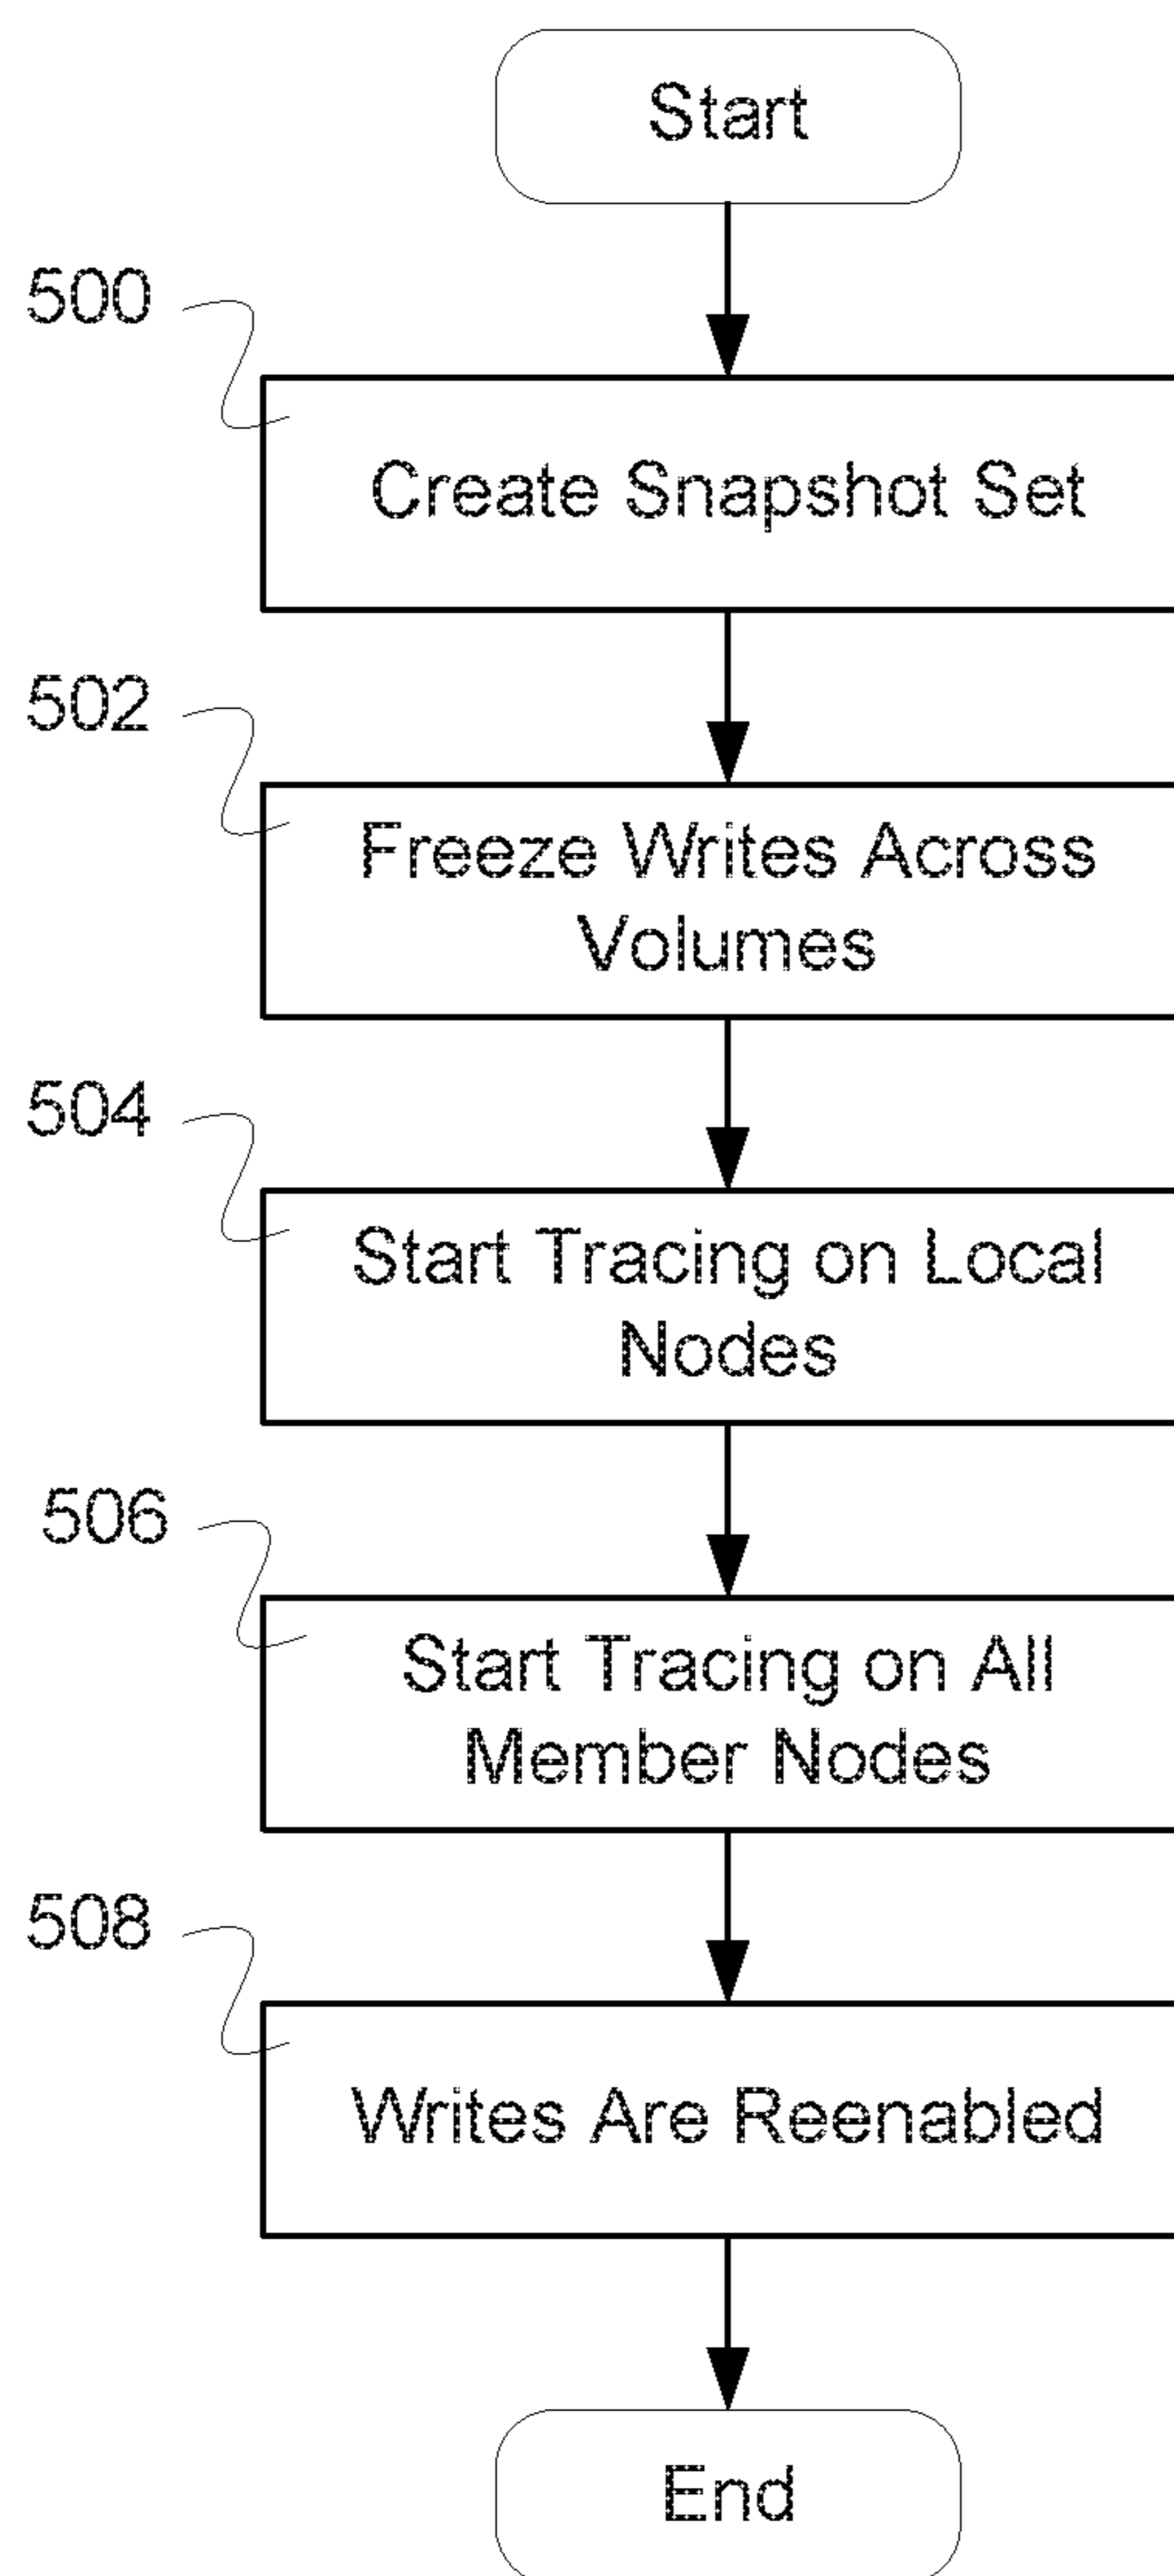 Start
500
Create Snapshot Set
502
Freeze Writes Across
Volumes
504
Start Tracing on Local
Nodes
506
Start Tracing on All
Member Nodes
508
Writes Are Reenabled
End